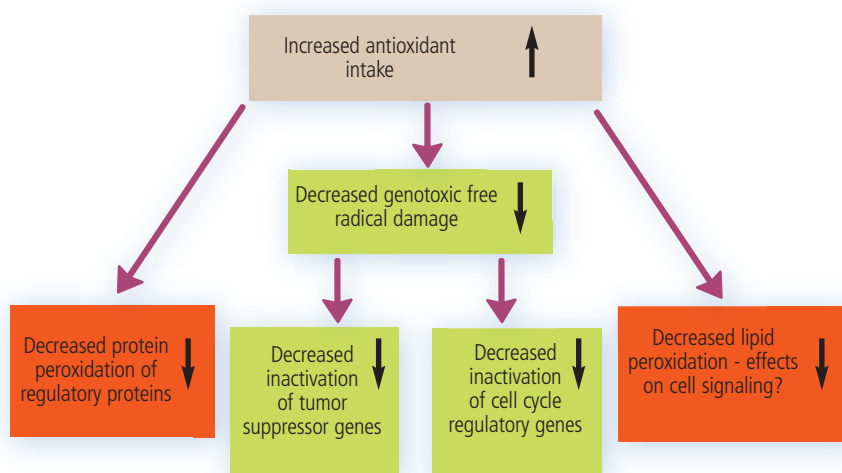 Increased antioxidant
intake
Decreased genotoxic free
radical damage
Decreased protein
peroxidation of
regulatory proteins
Decreased
inactivation
of tumor
suppressor genes
Decreased
inactivation
of cell cycle
regulatory genes
Decreased lipid
peroxidation - effects
on cell signaling?